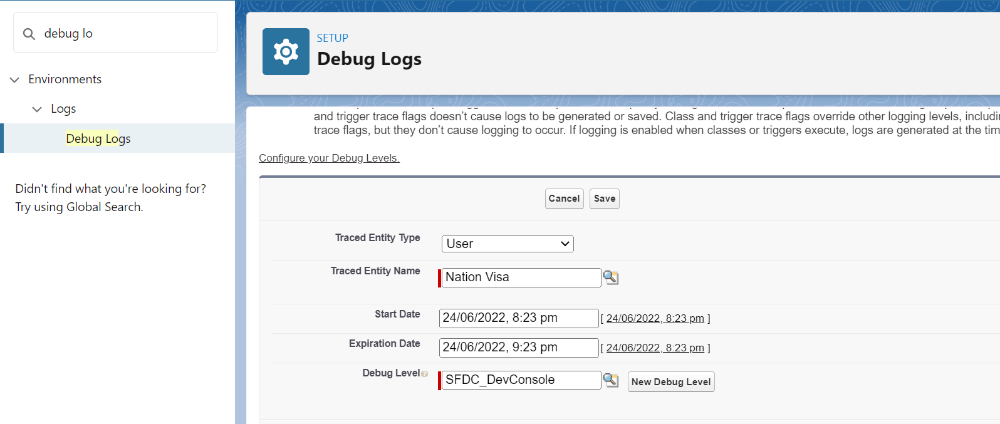 debug lo
Environments
Logs
Debug Logs
Didn't find what you're looking for?
Try using Global Search.
SETUP
Debug Logs
and trigger trace flags doesn't cause logs to be generated or saved. Class and trigger trace flags override other logging levels,
trace flags, but they don't cause logging to occur. If logging is enabled when classes or triggers execute, logs are generated at the
Configure your Debug Levels.
Cancel Save
Traced Entity Type User
Traced Entity Name Nation Visa
Start Date 24/06/2022, 8:23 pm [ 24/06/2022, 8:23 pm ]
Expiration Date 24/06/2022, 9:23 pm [ 24/06/2022, 8:23 pm ]
Debug Level SFDC_DevConsole New Debug Level